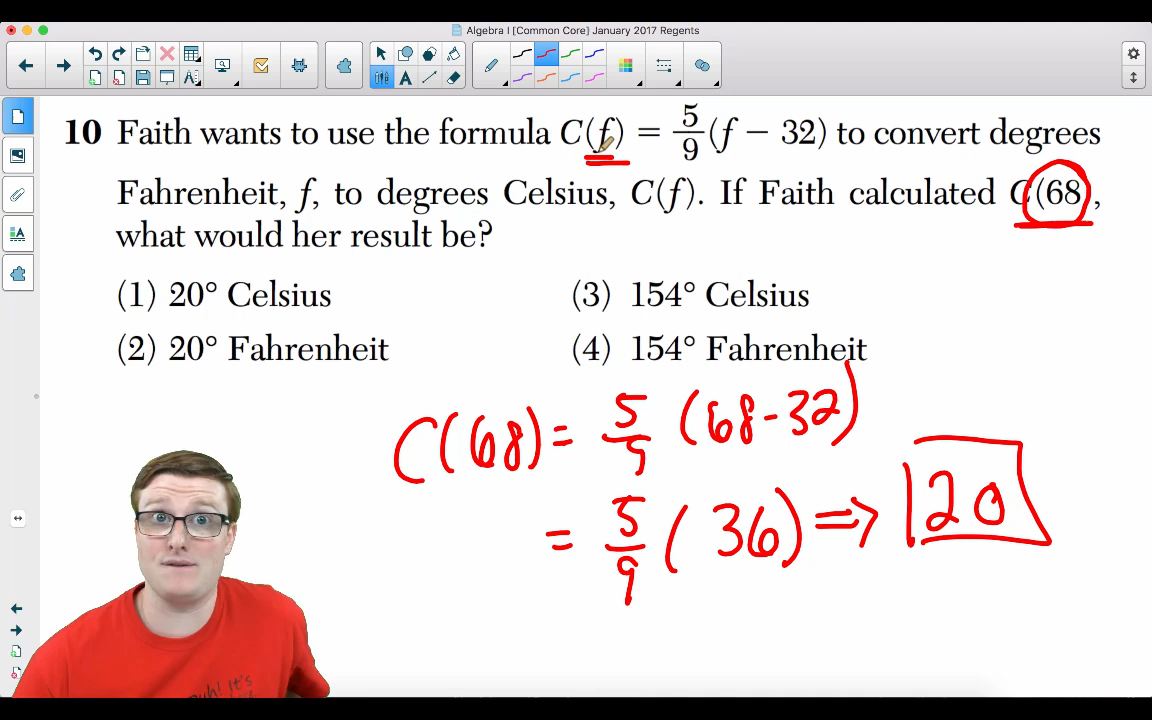 Algebra I [Common Core] January 2017 Regents
10 Faith wants to use the formula C(f) = 5/9 (f − 32) to convert degrees
Fahrenheit, f, to degrees Celsius, C(f). If Faith calculated C(68),
what would her result be?
(1) 20° Celsius (3) 154° Celsius
(2) 20° Fahrenheit (4) 154° Fahrenheit
C(68) = 5/9 (68-32)
= 5/9 (36) ⇒ 20